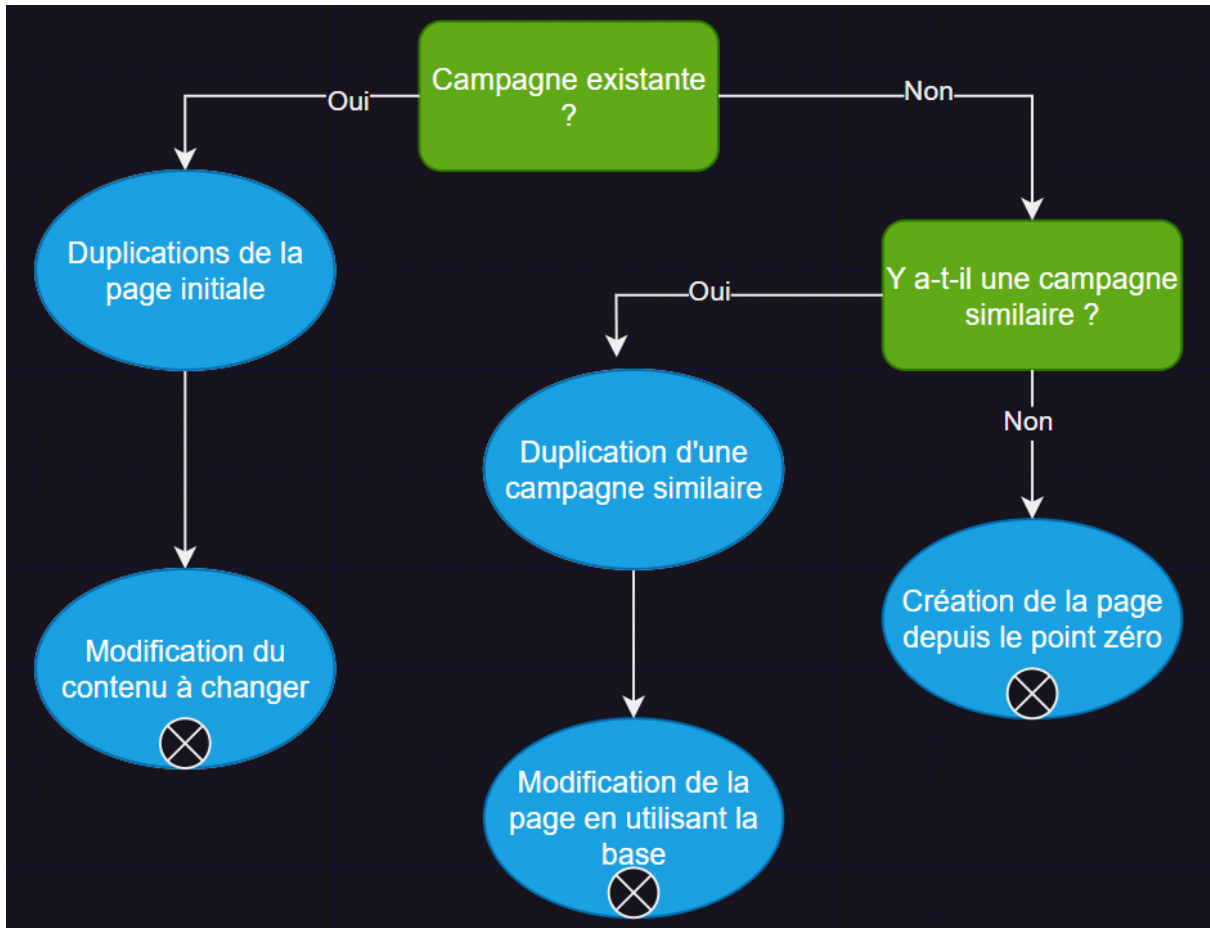 Campagne existante
?
Oui
Non
Duplications de la
page initiale
Y a-t-il une campagne
similaire ?
Oui
Non
Duplication d'une
campagne similaire
Création de la page
depuis le point zéro
Modification du
contenu à changer
Modification de la
page en utilisant la
base